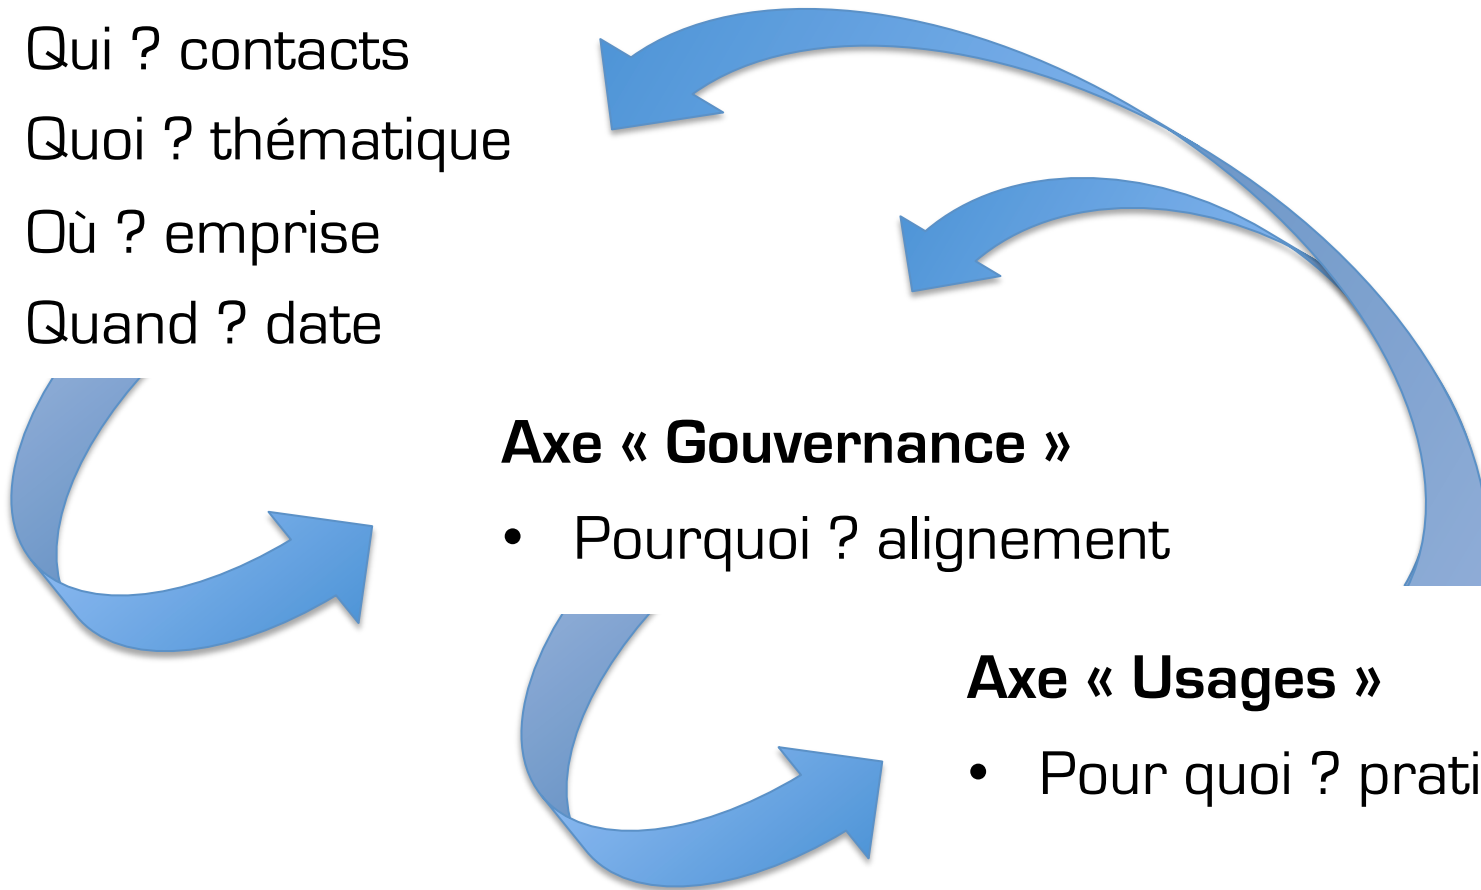 Qui ? contacts
Quoi ? thématique
Où ? emprise
Quand ? date
Axe « Gouvernance »
• Pourquoi ? alignement
Axe « Usages »
• Pour quoi ? prati